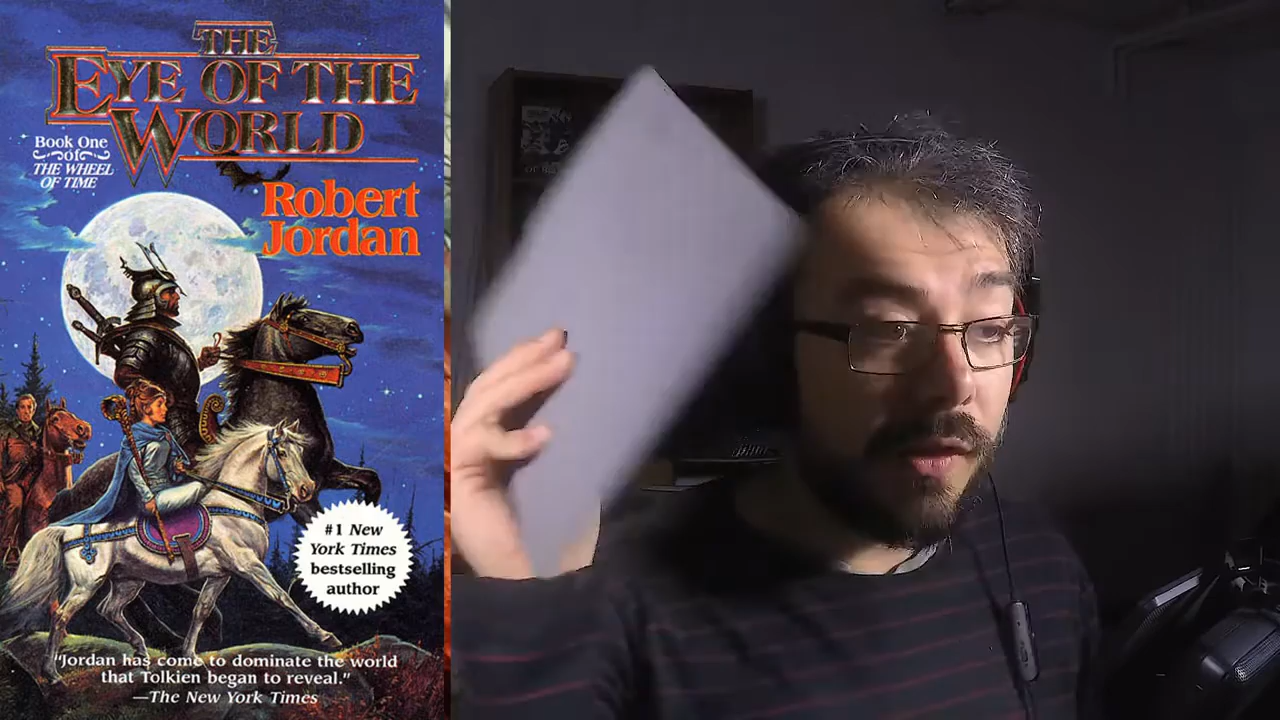 THE
EYE OF THE
WORLD
Book One
of
THE WHEEL
OF TIME
Robert
Jordan
#1 New
York Times
bestselling
author
"Jordan has come to dominate the world
that Tolkien began to reveal."
—The New York Times